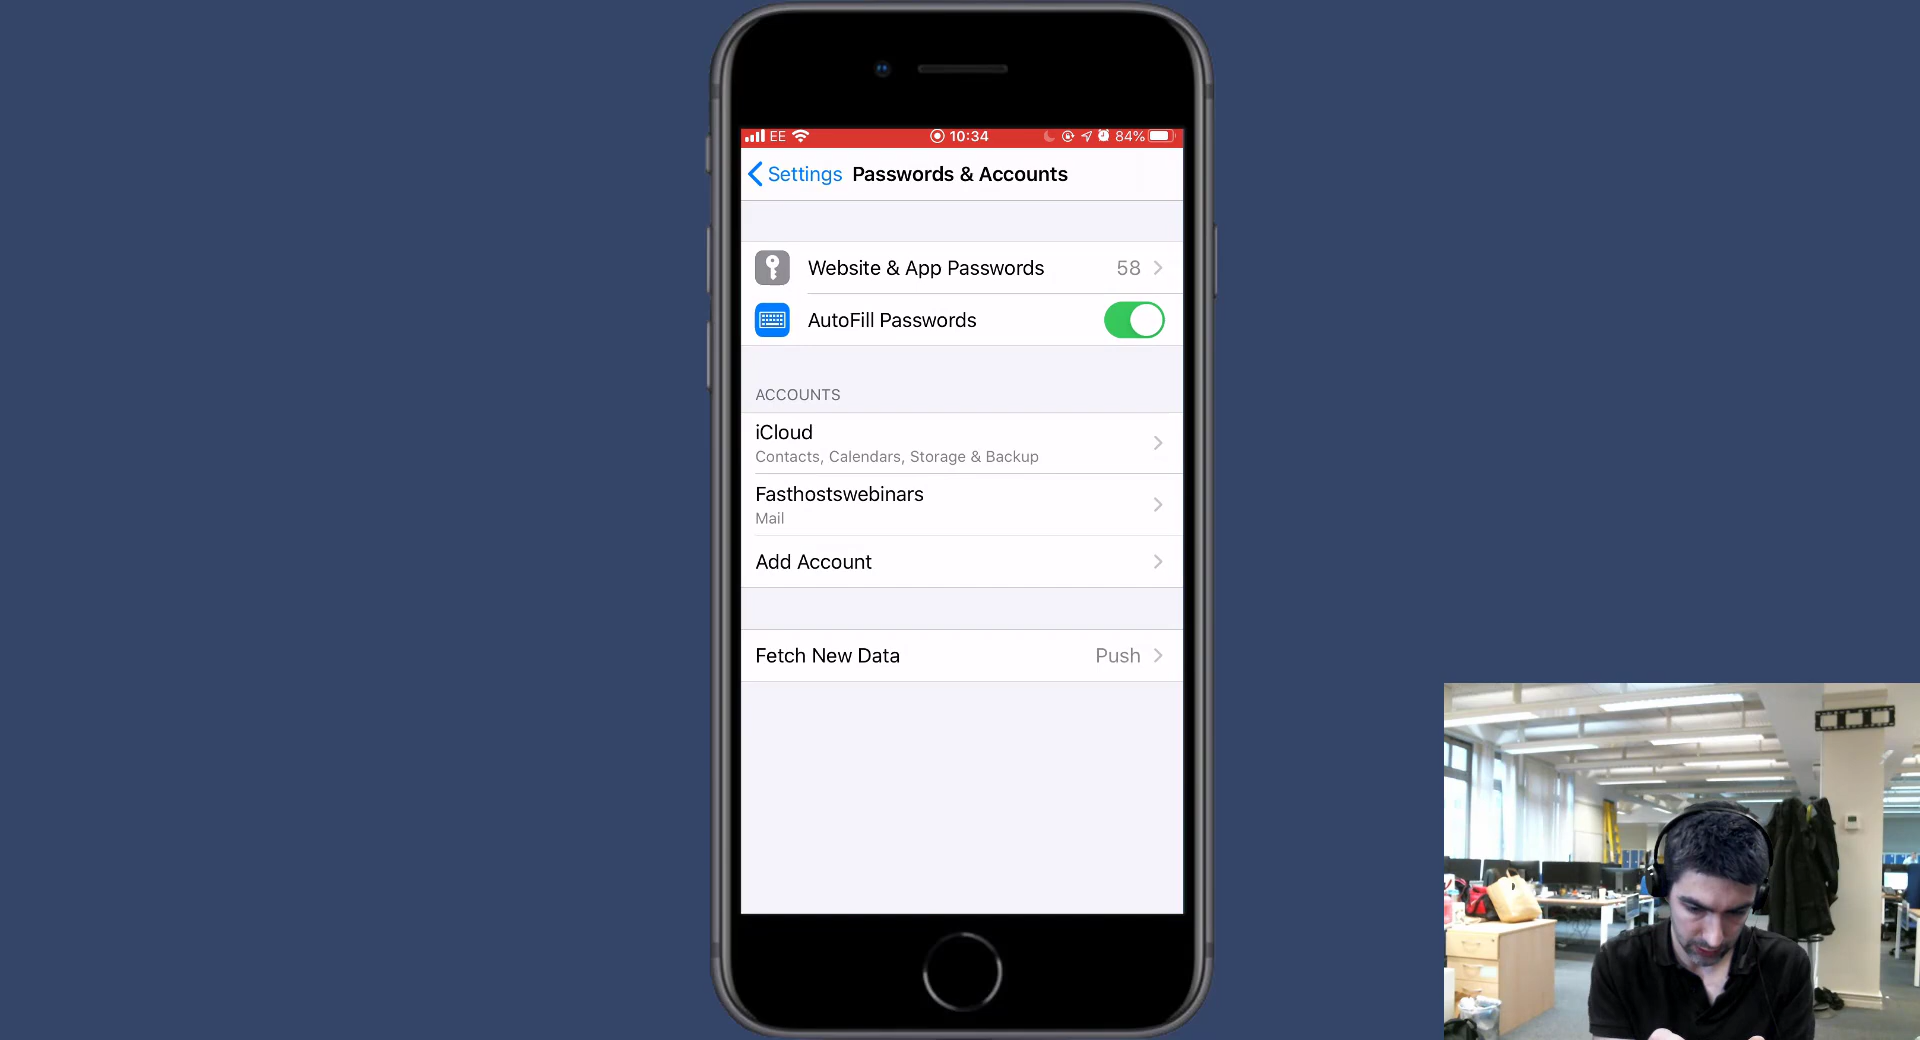 EE 10:34 84%
Settings Passwords & Accounts
Website & App Passwords 58
AutoFill Passwords
ACCOUNTS
iCloud
Contacts, Calendars, Storage & Backup
Fasthostswebinars
Mail
Add Account
Fetch New Data Push